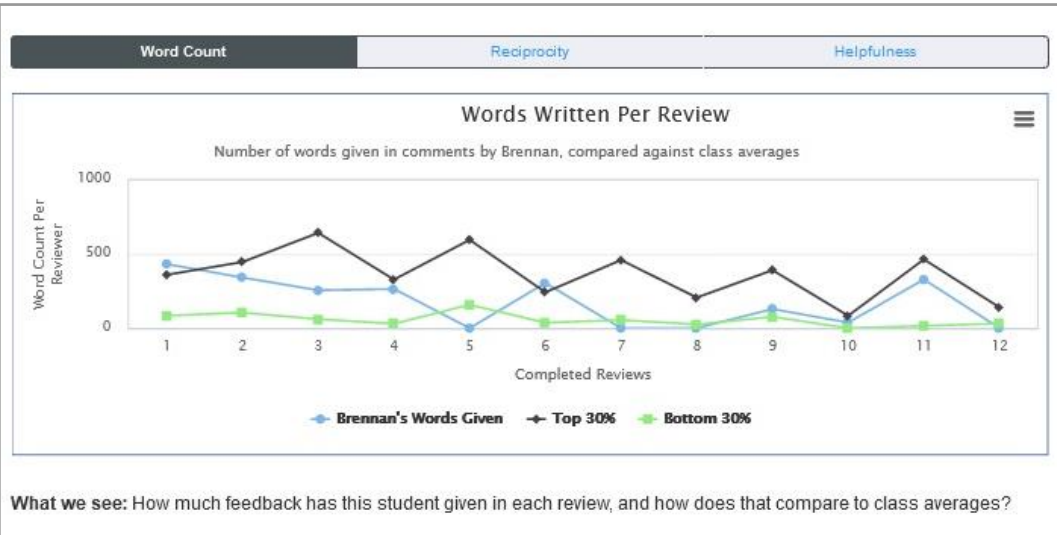 Word Count Reciprocity Helpfulness
Words Written Per Review
Number of words given in comments by Brennan, compared against class averages
Word Count Per
Reviewer
1000
500
0
1 2 3 4 5 6 7 8 9 10 11 12
Completed Reviews
Brennan's Words Given Top 30% Bottom 30%
What we see: How much feedback has this student given in each review, and how does that compare to class averages?